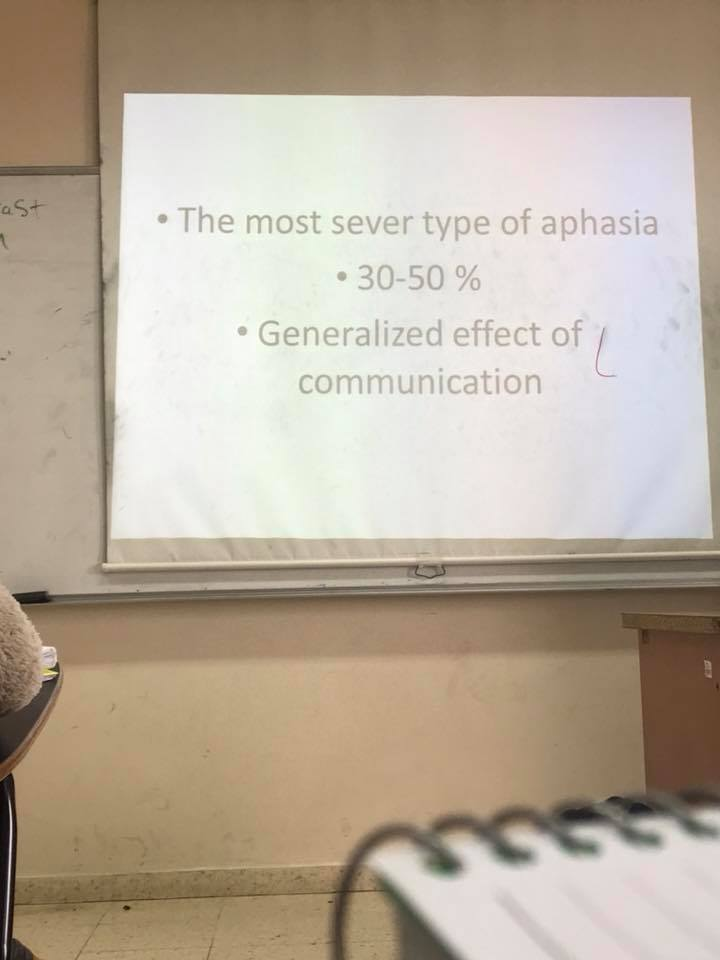 • The most sever type of aphasia
• 30-50 %
• Generalized effect of
communication